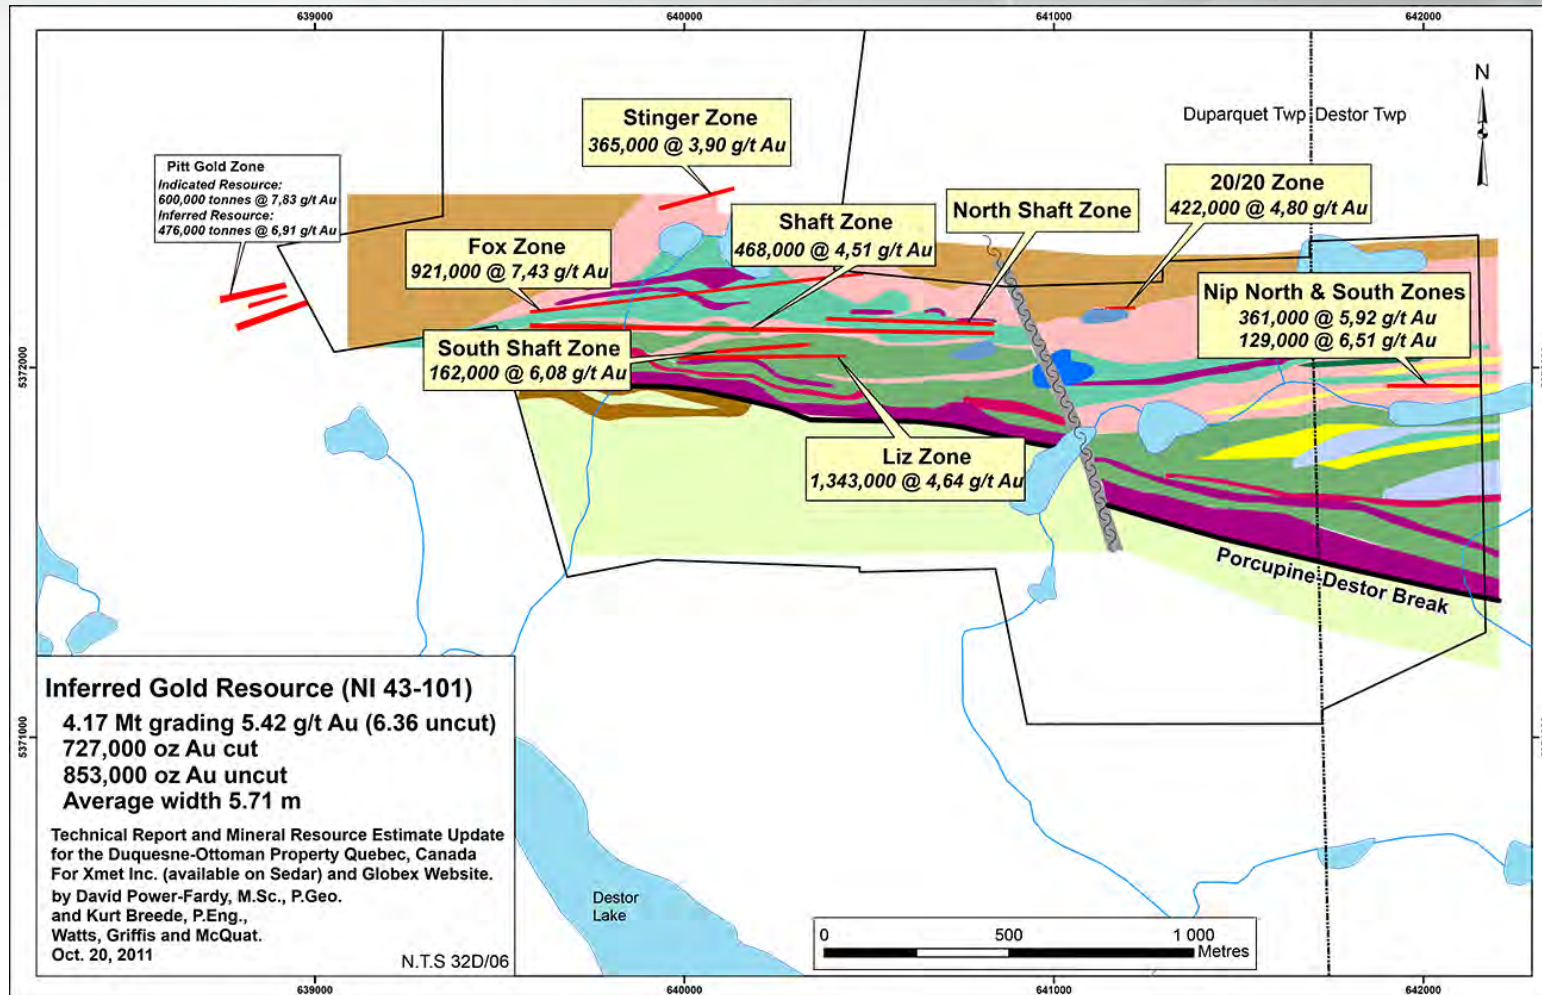 639000
640000
641000
642000
N
Duparquet Twp
Destor Twp
Stinger Zone
365,000 @ 3,90 g/t Au
Pitt Gold Zone
Indicated Resource:
600,000 tonnes @ 7,83 g/t Au
Inferred Resource:
476,000 tonnes @ 6,91 g/t Au
20/20 Zone
422,000 @ 4,80 g/t Au
North Shaft Zone
Shaft Zone
468,000 @ 4,51 g/t Au
Fox Zone
921,000 @ 7,43 g/t Au
Nip North & South Zones
361,000 @ 5,92 g/t Au
129,000 @ 6,51 g/t Au
South Shaft Zone
162,000 @ 6,08 g/t Au
5372000
Liz Zone
1,343,000 @ 4,64 g/t Au
Porcupine-Destor Break
Inferred Gold Resource (NI 43-101)
4.17 Mt grading 5.42 g/t Au (6.36 uncut)
727,000 oz Au cut
853,000 oz Au uncut
Average width 5.71 m
5371000
Technical Report and Mineral Resource Estimate Update
for the Duquesne-Ottoman Property Quebec, Canada
For Xmet Inc. (available on Sedar) and Globex Website.
by David Power-Fardy, M.Sc., P.Geo.
and Kurt Breede, P.Eng.,
Watts, Griffis and McQuat.
Oct. 20, 2011
N.T.S 32D/06
Destor
Lake
0
500
1 000
Metres
639000
640000
641000
642000